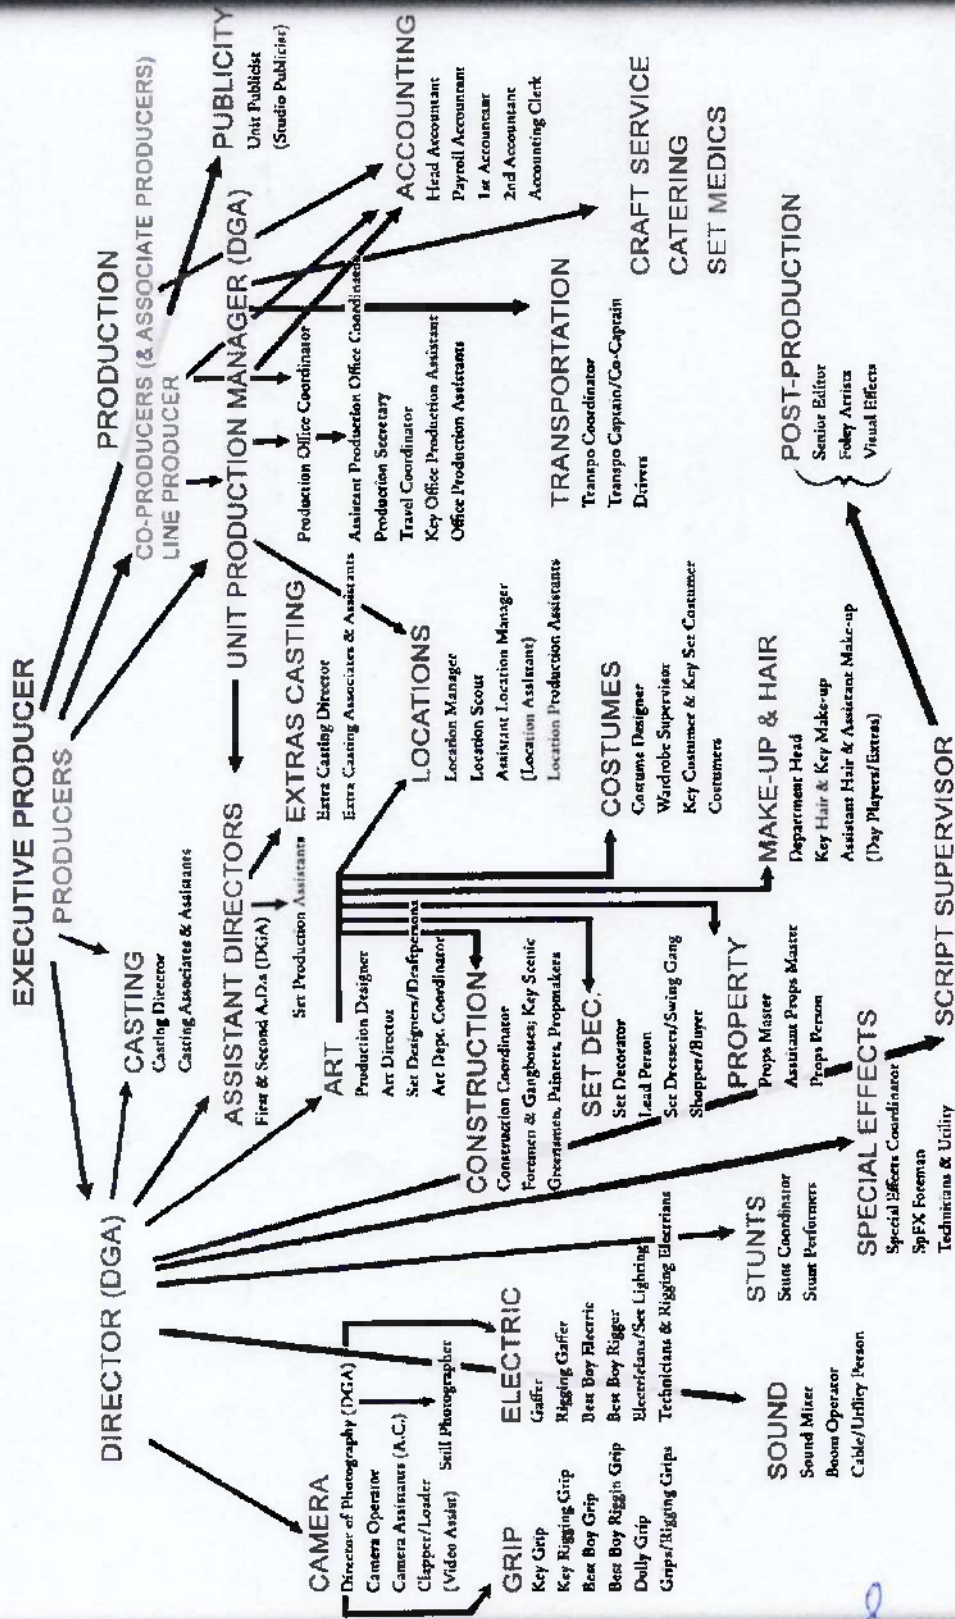 EXECUTIVE PRODUCER
PRODUCERS
PRODUCTION
CO-PRODUCERS (& ASSOCIATE PRODUCERS)
LINE PRODUCER
UNIT PRODUCTION MANAGER (DGA)
PUBLICITY
Unit Publicist
(Studio Publicist)
ACCOUNTING
Head Accountant
Payroll Accountant
1st Accountant
2nd Accountant
Accounting Clerk
Production Office Coordinator
Assistant Production Office Coordinator
Production Secretary
Travel Coordinator
Key Office Production Assistant
Office Production Assistants
TRANSPORTATION
Transpo Coordinator
Transpo Captain/Co-Captain
Drivers
CRAFT SERVICE
CATERING
SET MEDICS
DIRECTOR (DGA)
CASTING
Casting Director
Casting Associates & Assistants
ASSISTANT DIRECTORS
First & Second A.D.s (DGA)
Set Production Assistants
EXTRAS CASTING
Extra Casting Director
Extra Casting Associates & Assistants
LOCATIONS
Location Manager
Location Scout
Assistant Location Manager
(Location Assistant)
Location Production Assistants
ART
Production Designer
Art Director
Set Designers/Draftpersons
Art Dept. Coordinator
CONSTRUCTION
Construction Coordinator
Foremen & Gangbosses; Key Scenic
Greensmen, Painters, Propmakers
SET DEC.
Set Decorator
Lead Person
Set Dressers/Swing Gang
Shopper/Buyer
PROPERTY
Props Master
Assistant Props Master
Props Person
COSTUMES
Costume Designer
Wardrobe Supervisor
Key Custumer & Key Set Costumer
Costumers
MAKE-UP & HAIR
Department Head
Key Hair & Key Make-up
Assistant Hair & Assistant Make-up
(Day Players/Extras)
CAMERA
Director of Photography (DGA)
Camera Operator
Camera Assistants (A.C.)
Clapper/Loader
(Video Assist)
Still Photographer
GRIP
Key Grip
Key Rigging Grip
Best Boy Grip
Best Boy Riggin Grip
Dolly Grip
Grips/Rigging Grips
ELECTRIC
Gaffer
Rigging Gaffer
Best Boy Electric
Best Boy Rigger
Electricians/Set Lighring
Technicians & Rigging Electrians
SOUND
Sound Mixer
Boom Operator
Cable/Utility Person
STUNTS
Stunt Coordinator
Stunt Performers
SPECIAL EFFECTS
Special Effects Coordinator
SpFX Foreman
Technicians & Utility
SCRIPT SUPERVISOR
POST-PRODUCTION
Senior Editor
Foley Artists
Visual Effects